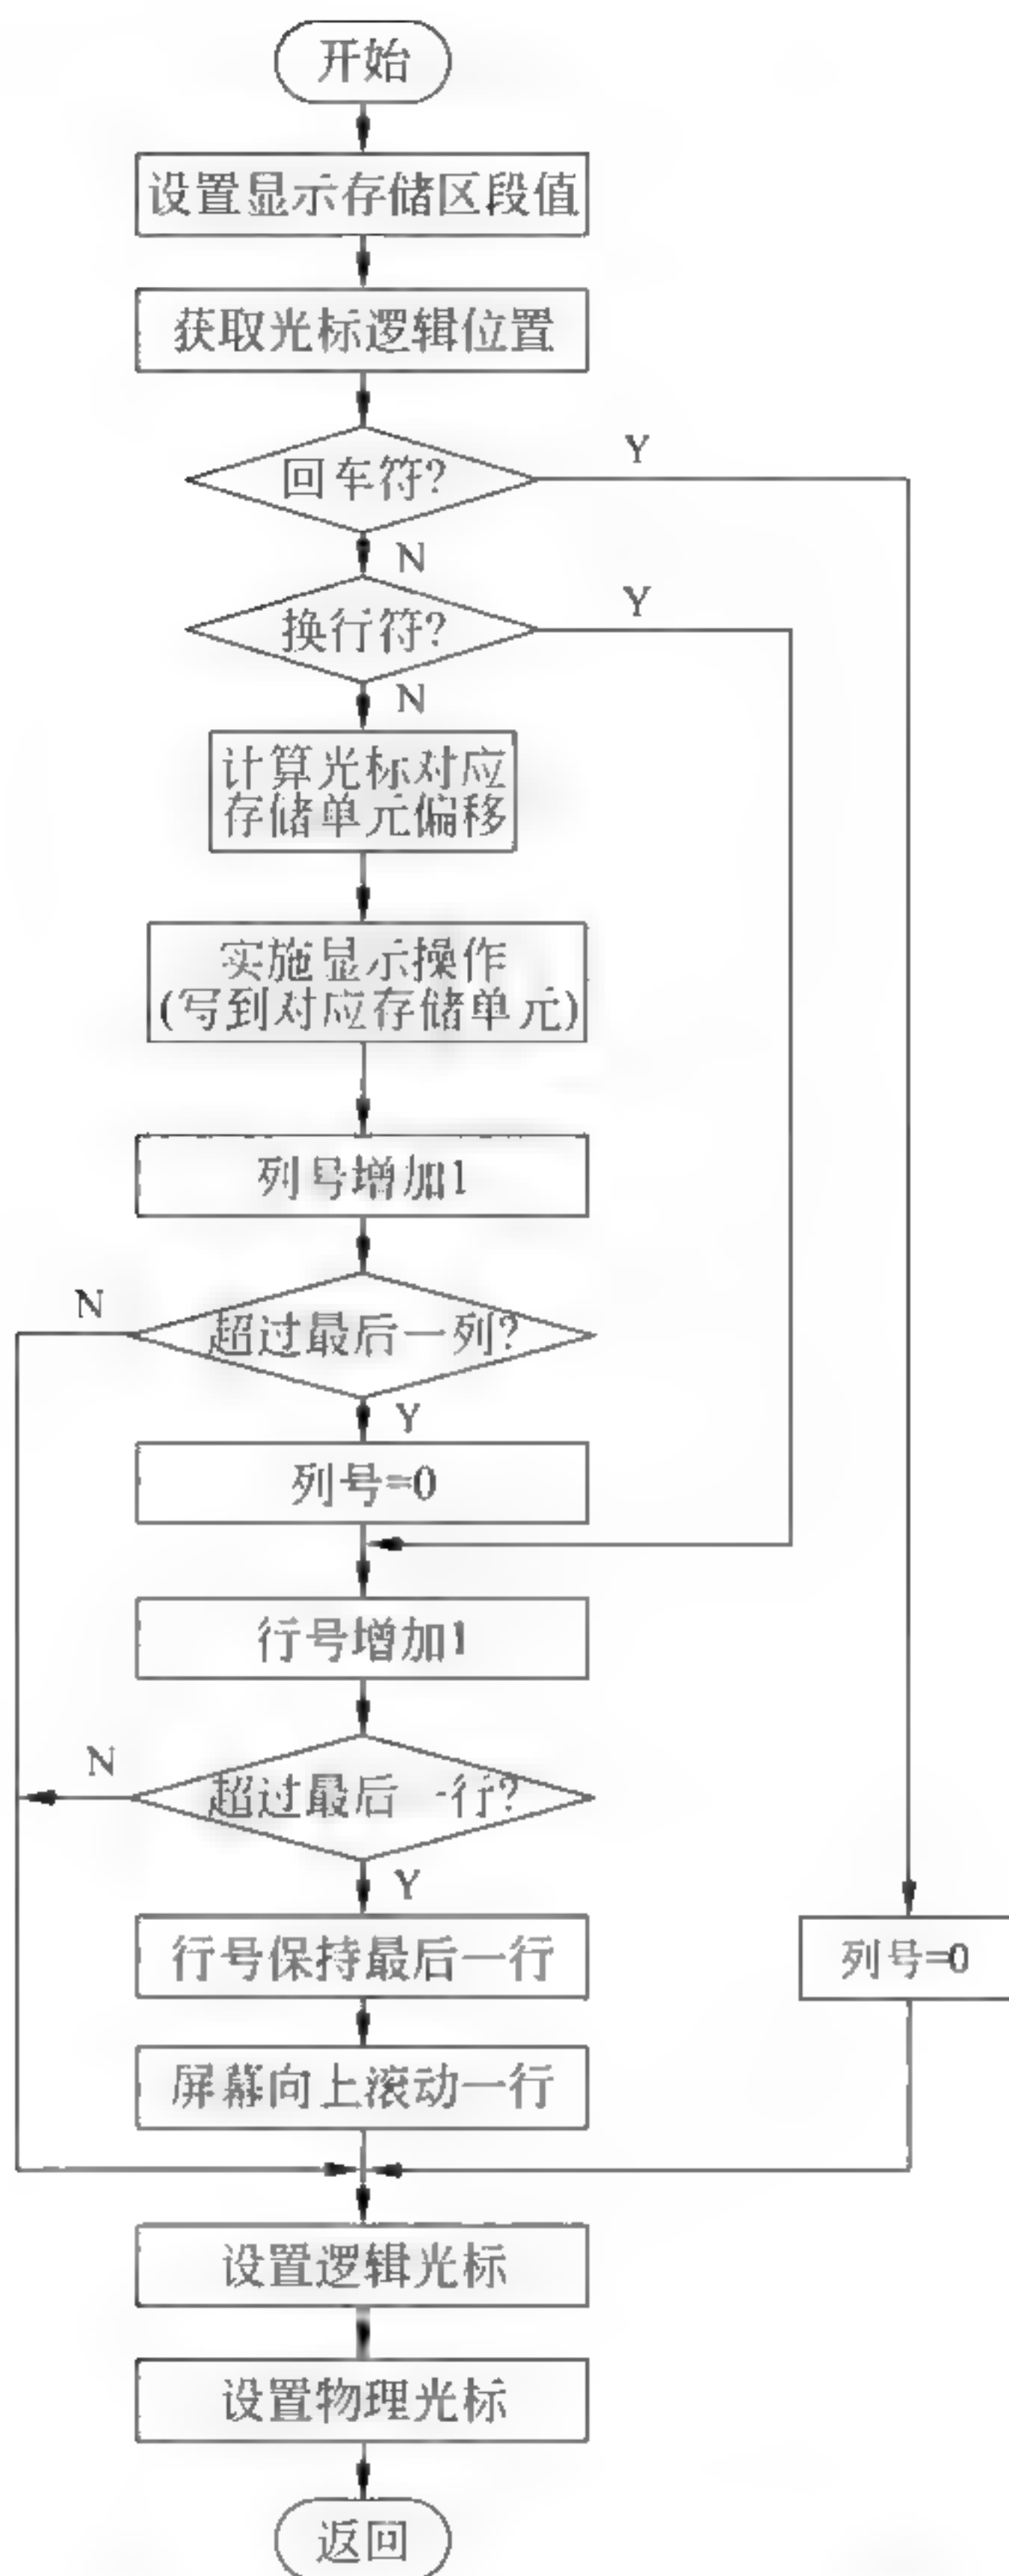 开始
设置显示存储区段值
获取光标逻辑位置
回车符?
Y
N
换行符?
Y
N
计算光标对应
存储单元偏移
实施显示操作
(写到对应存储单元)
列号增加1
超过最后一列?
N
Y
列号=0
行号增加1
超过最后一行?
N
Y
行号保持最后一行
列号=0
屏幕向上滚动一行
设置逻辑光标
设置物理光标
返回